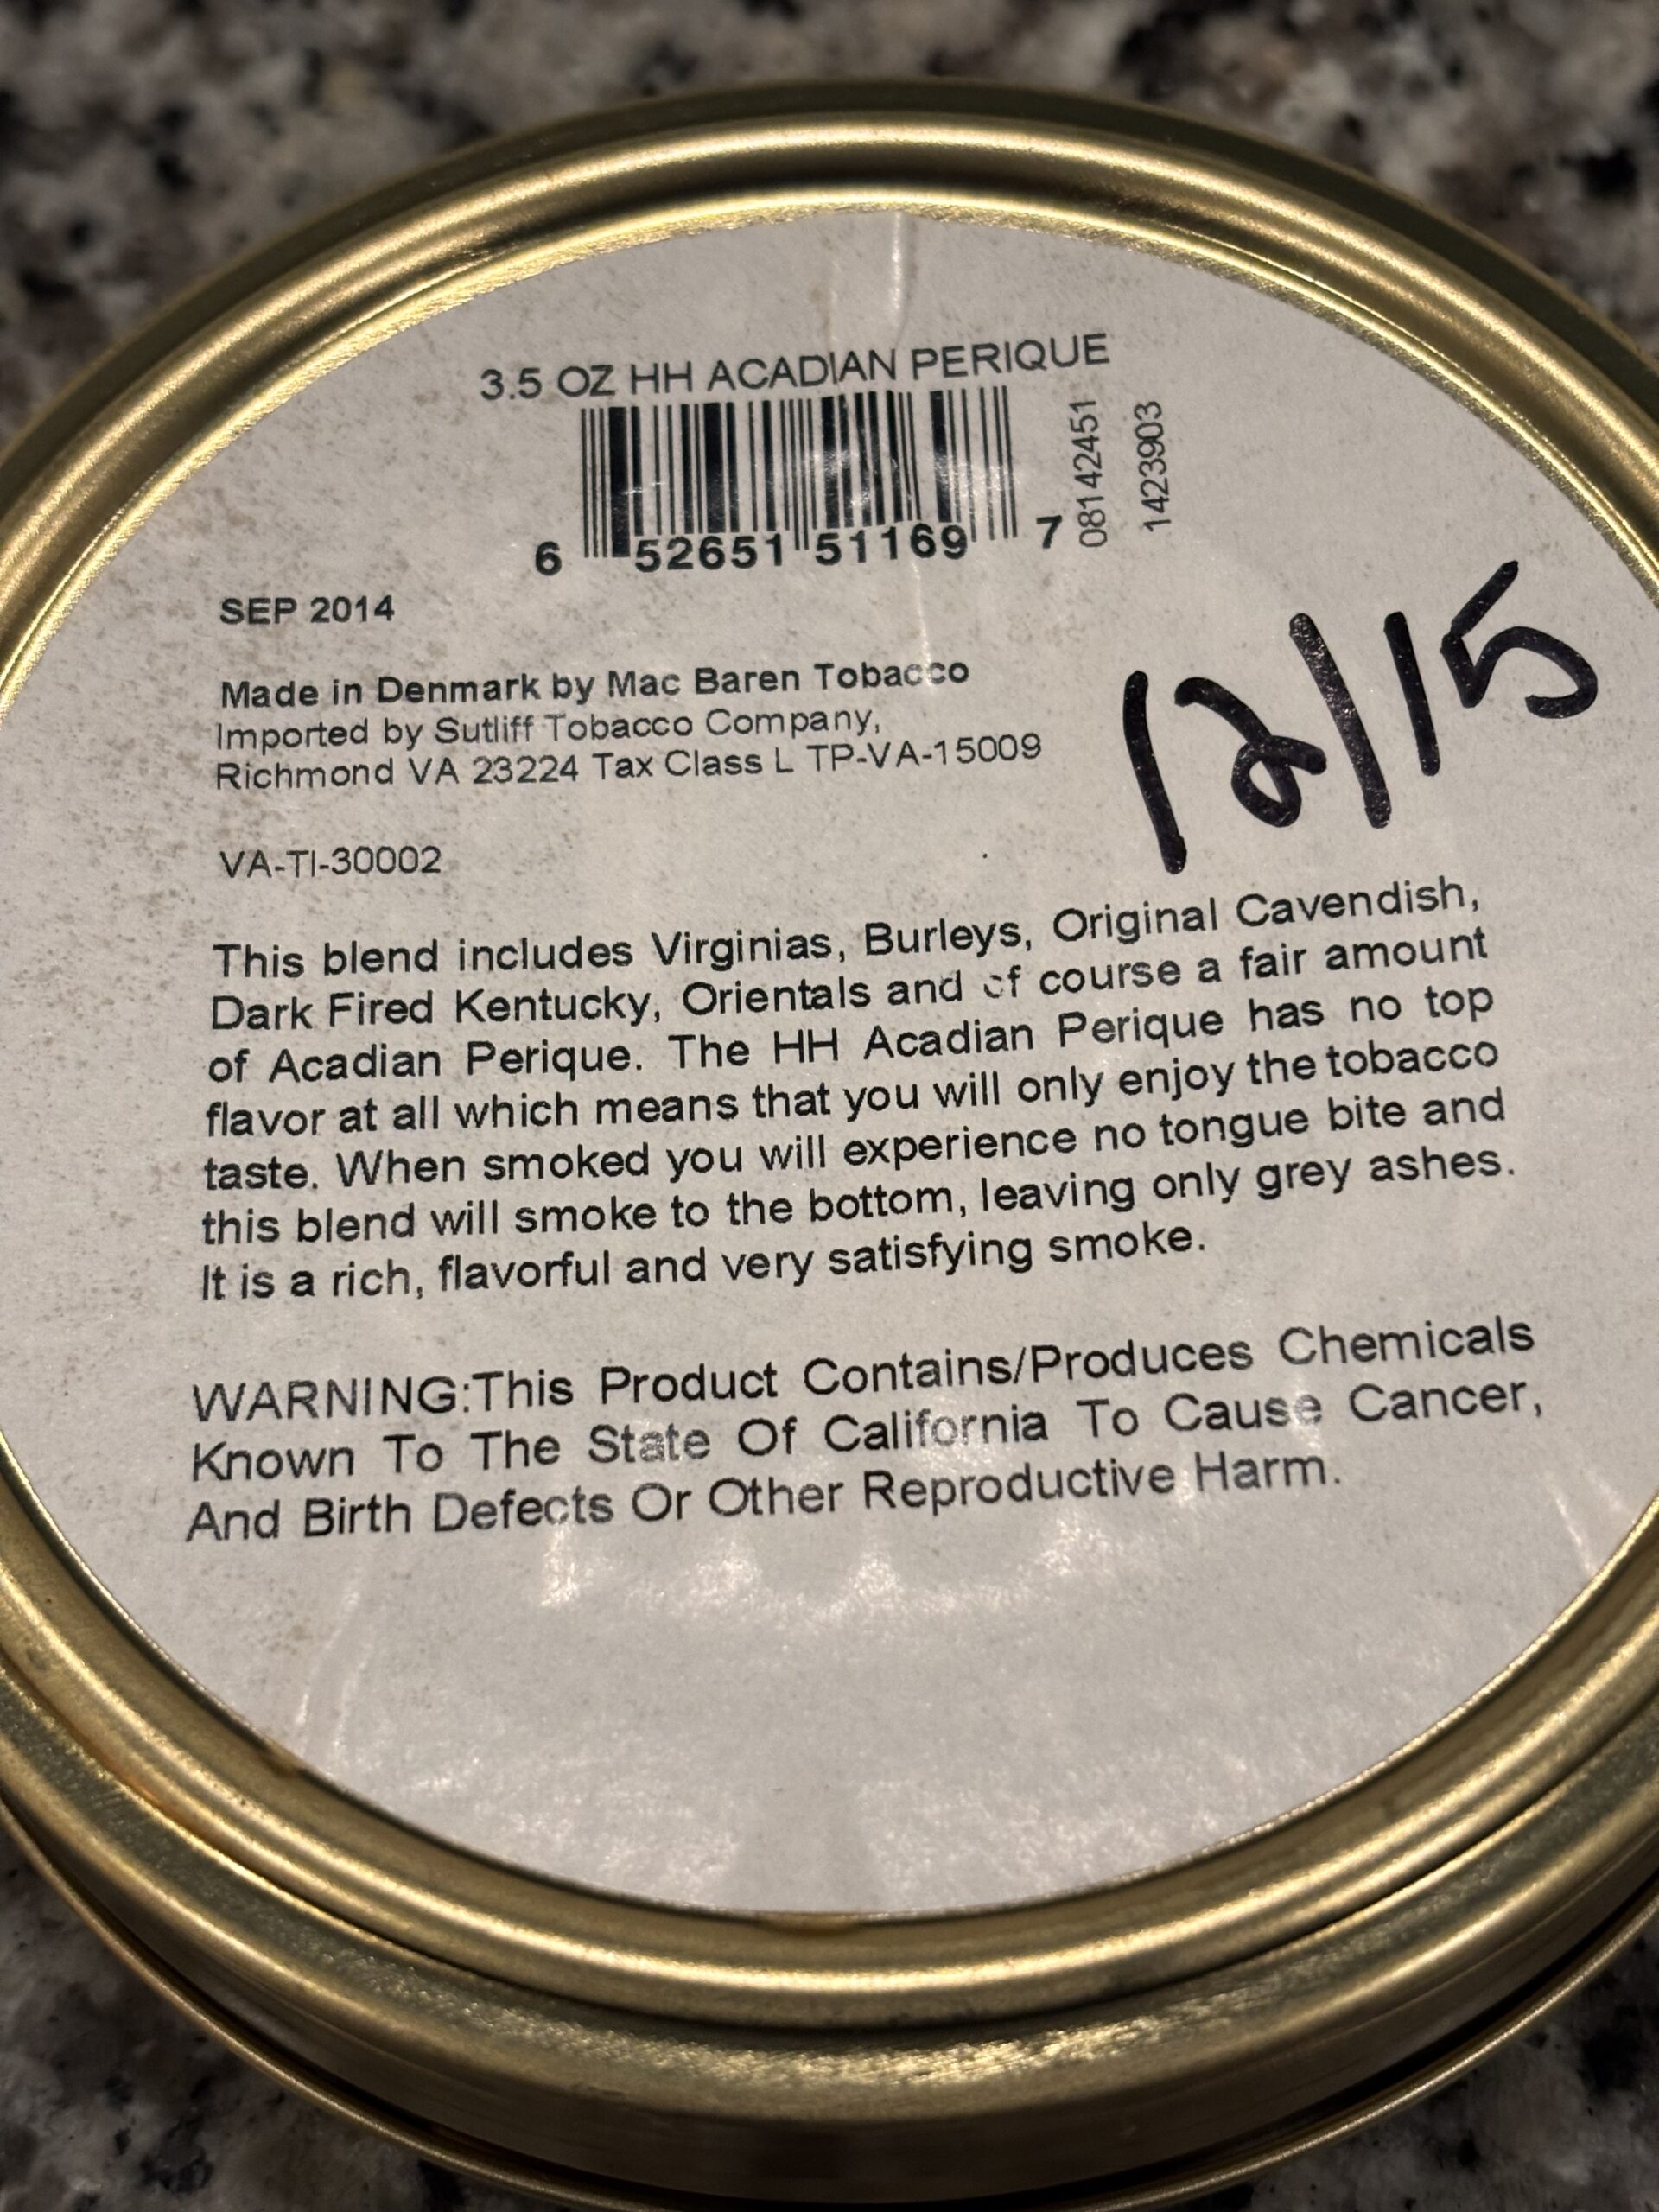 3.5 OZ HH ACADIAN PERIQUE
6 52651 51169 7
08142451
1423903
SEP 2014
12/15
Made in Denmark by Mac Baren Tobacco
Imported by Sutliff Tobacco Company,
Richmond VA 23224 Tax Class L TP-VA-15009
VA-TI-30002
This blend includes Virginias, Burleys, Original Cavendish,
Dark Fired Kentucky, Orientals and of course a fair amount
of Acadian Perique. The HH Acadian Perique has no top
flavor at all which means that you will only enjoy the tobacco
taste. When smoked you will experience no tongue bite and
this blend will smoke to the bottom, leaving only grey ashes.
It is a rich, flavorful and very satisfying smoke.
WARNING:This Product Contains/Produces Chemicals
Known To The State Of California To Cause Cancer,
And Birth Defects Or Other Reproductive Harm.